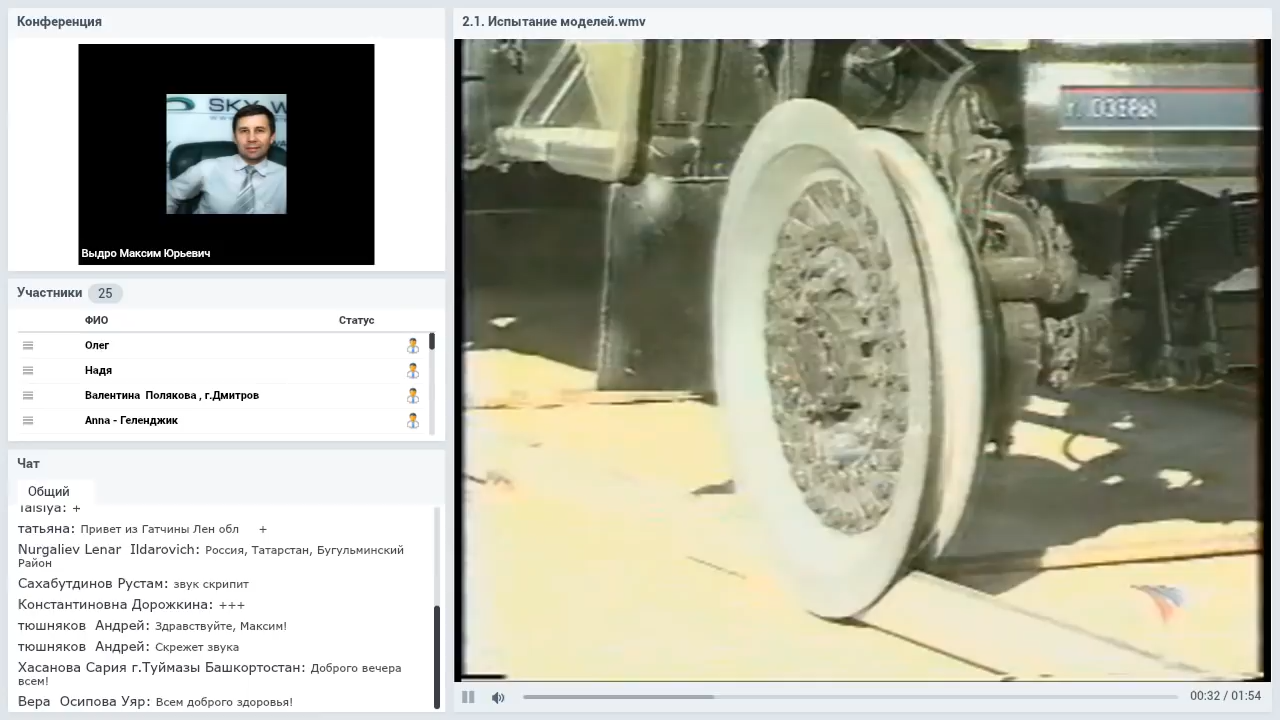 Конференция
SKY W
Выдро Максим Юрьевич
Участники 25
ФИО Статус
Олег
Надя
Валентина Полякова , г.Дмитров
Anna - Геленджик
Чат
Общий
Taisiya: +
татьяна: Привет из Гатчины Лен обл +
Nurgaliev Lenar Ildarovich: Россия, Татарстан, Бугульминский
Район
Сахабутдинов Рустам: звук скрипит
Константиновна Дорожкина: +++
тюшняков Андрей: Здравствуйте, Максим!
тюшняков Андрей: Скрежет звука
Хасанова Сария г.Туймазы Башкортостан: Доброго вечера
всем!
Вера Осипова Уяр: Всем доброго здоровья!
2.1. Испытание моделей.wmv
г. ОЗЕРЫ
00:32 / 01:54